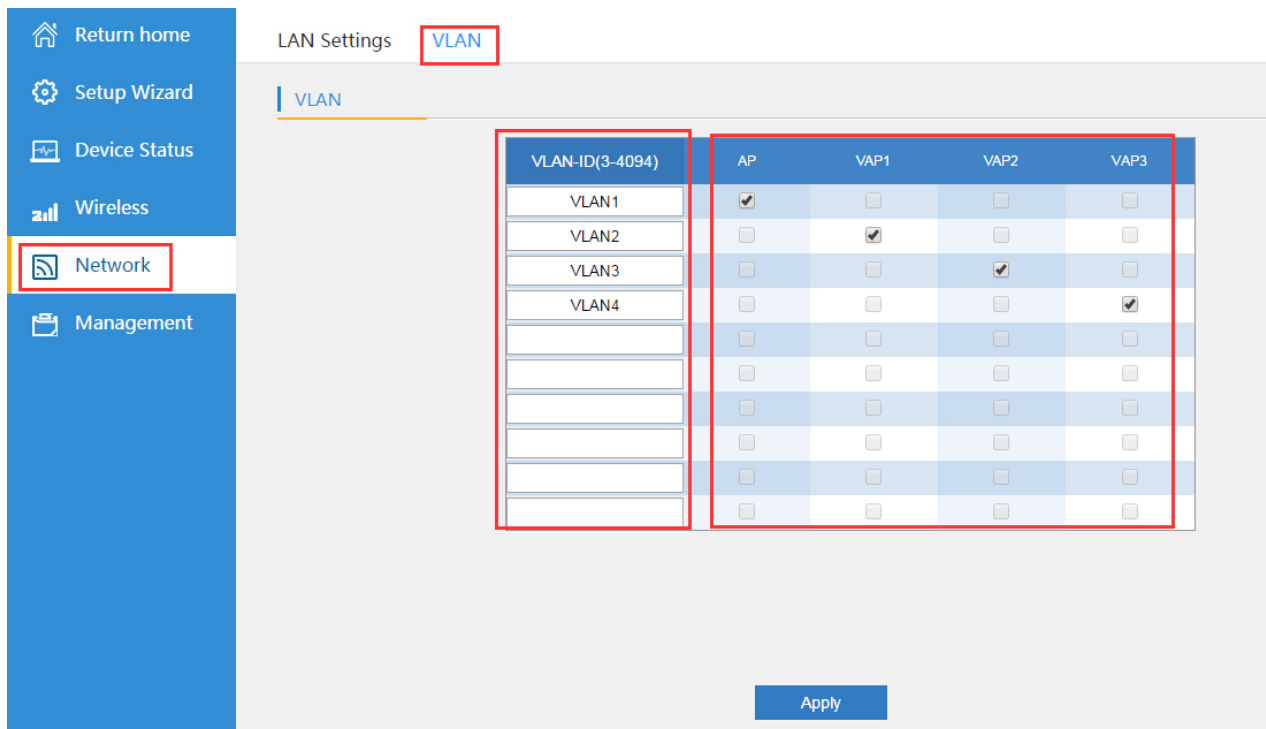 Return home
Setup Wizard
Device Status
Wireless
Network
Management
LAN Settings VLAN
VLAN
VLAN-ID(3-4094) AP VAP1 VAP2 VAP3
VLAN1
VLAN2
VLAN3
VLAN4
Apply